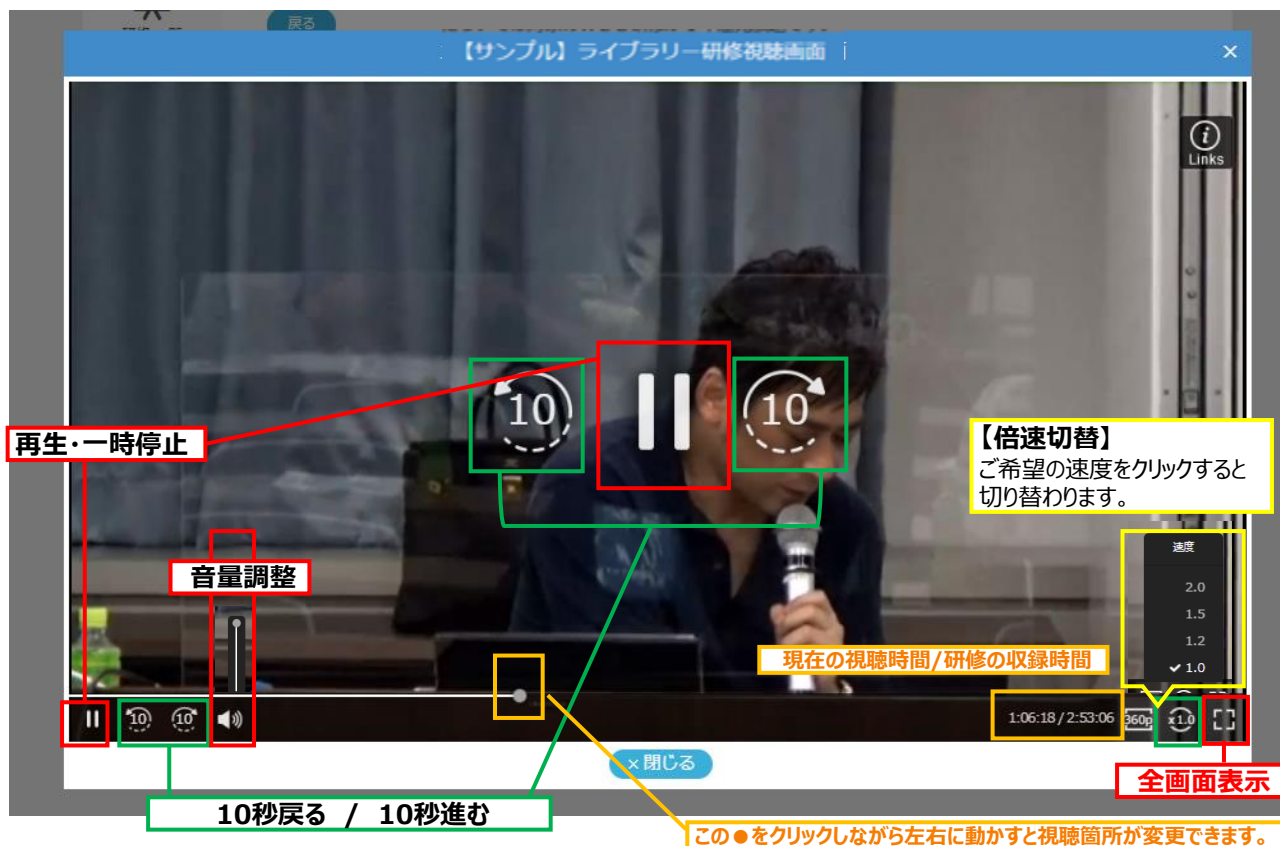 戻る
【サンプル】ライブラリー研修視聴画面
×
i
Links
10
10
再生・一時停止
【倍速切替】
ご希望の速度をクリックすると
切り替わります。
速度
2.0
1.5
1.2
✔ 1.0
音量調整
現在の視聴時間/研修の収録時間
10
10
1:06:18 / 2:53:06
360p
x1.0
×閉じる
全画面表示
10秒戻る / 10秒進む
この●をクリックしながら左右に動かすと視聴箇所が変更できます。